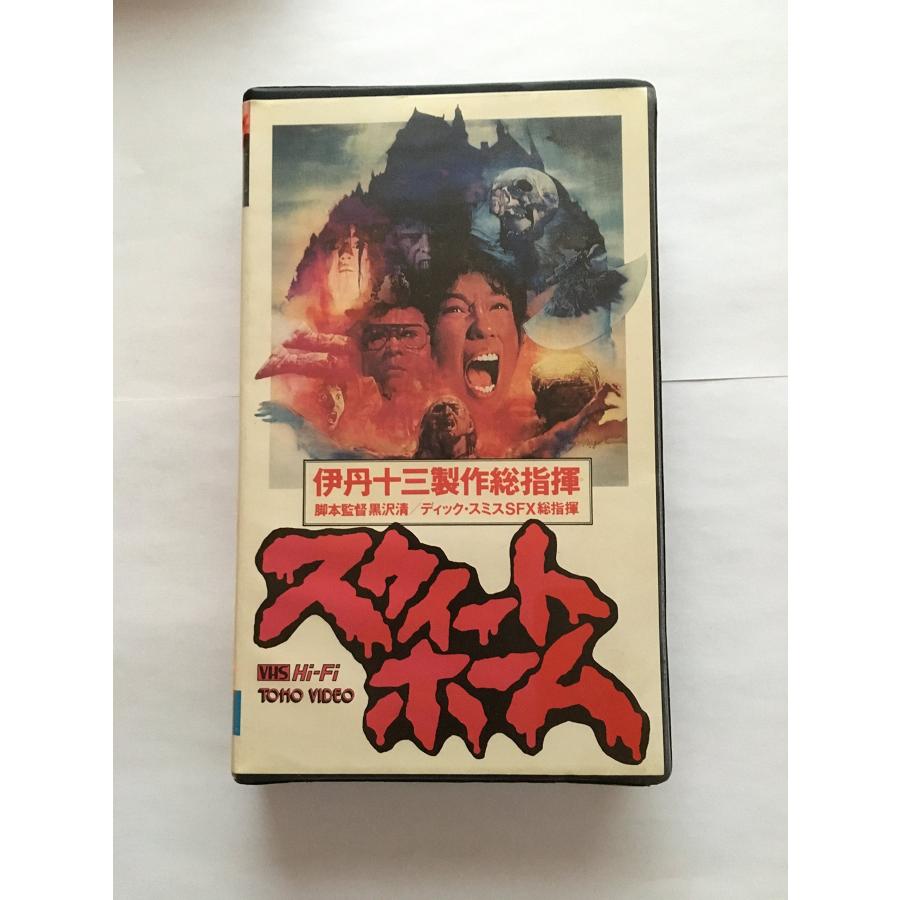 伊丹十三製作総指揮
脚本監督黒沢清/ディック・スミスSFX総指揮
スウィート
ホーム
VHS Hi-Fi
TOHO VIDEO